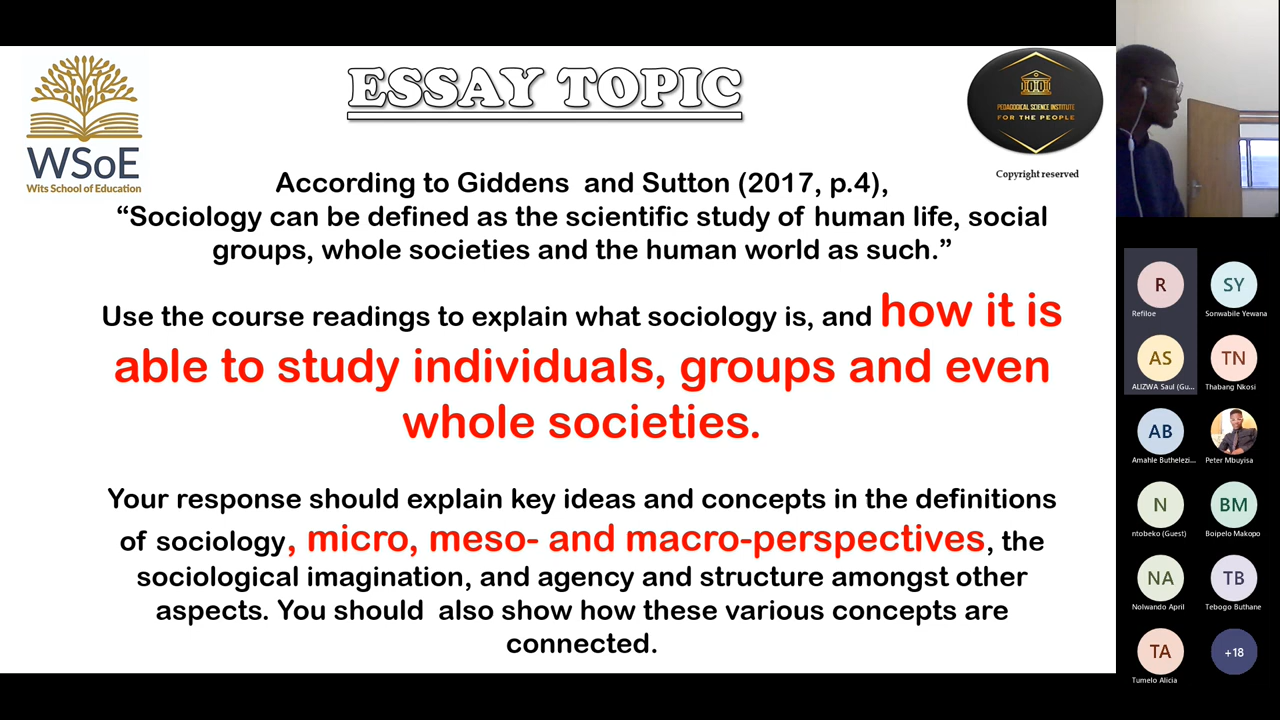 WSoE
Wits School of Education
ESSAY TOPIC
PEDAGOGICAL SCIENCE INSTITUTE
FOR THE PEOPLE
Copyright reserved
According to Giddens and Sutton (2017, p.4),
“Sociology can be defined as the scientific study of human life, social
groups, whole societies and the human world as such.”
Use the course readings to explain what sociology is, and how it is
able to study individuals, groups and even
whole societies.
Your response should explain key ideas and concepts in the definitions
of sociology, micro, meso- and macro-perspectives, the
sociological imagination, and agency and structure amongst other
aspects. You should also show how these various concepts are
connected.
R
Refiloe
SY
Sonwabile Yewana
AS
ALIZWA Saul (Gu...
TN
Thabang Nkosi
AB
Amahle Buthelezi...
Peter Mbuyisa
N
ntobeko (Guest)
BM
Boipelo Makopo
NA
Nolwando April
TB
Tebogo Buthane
TA
Tumelo Alicia
+18